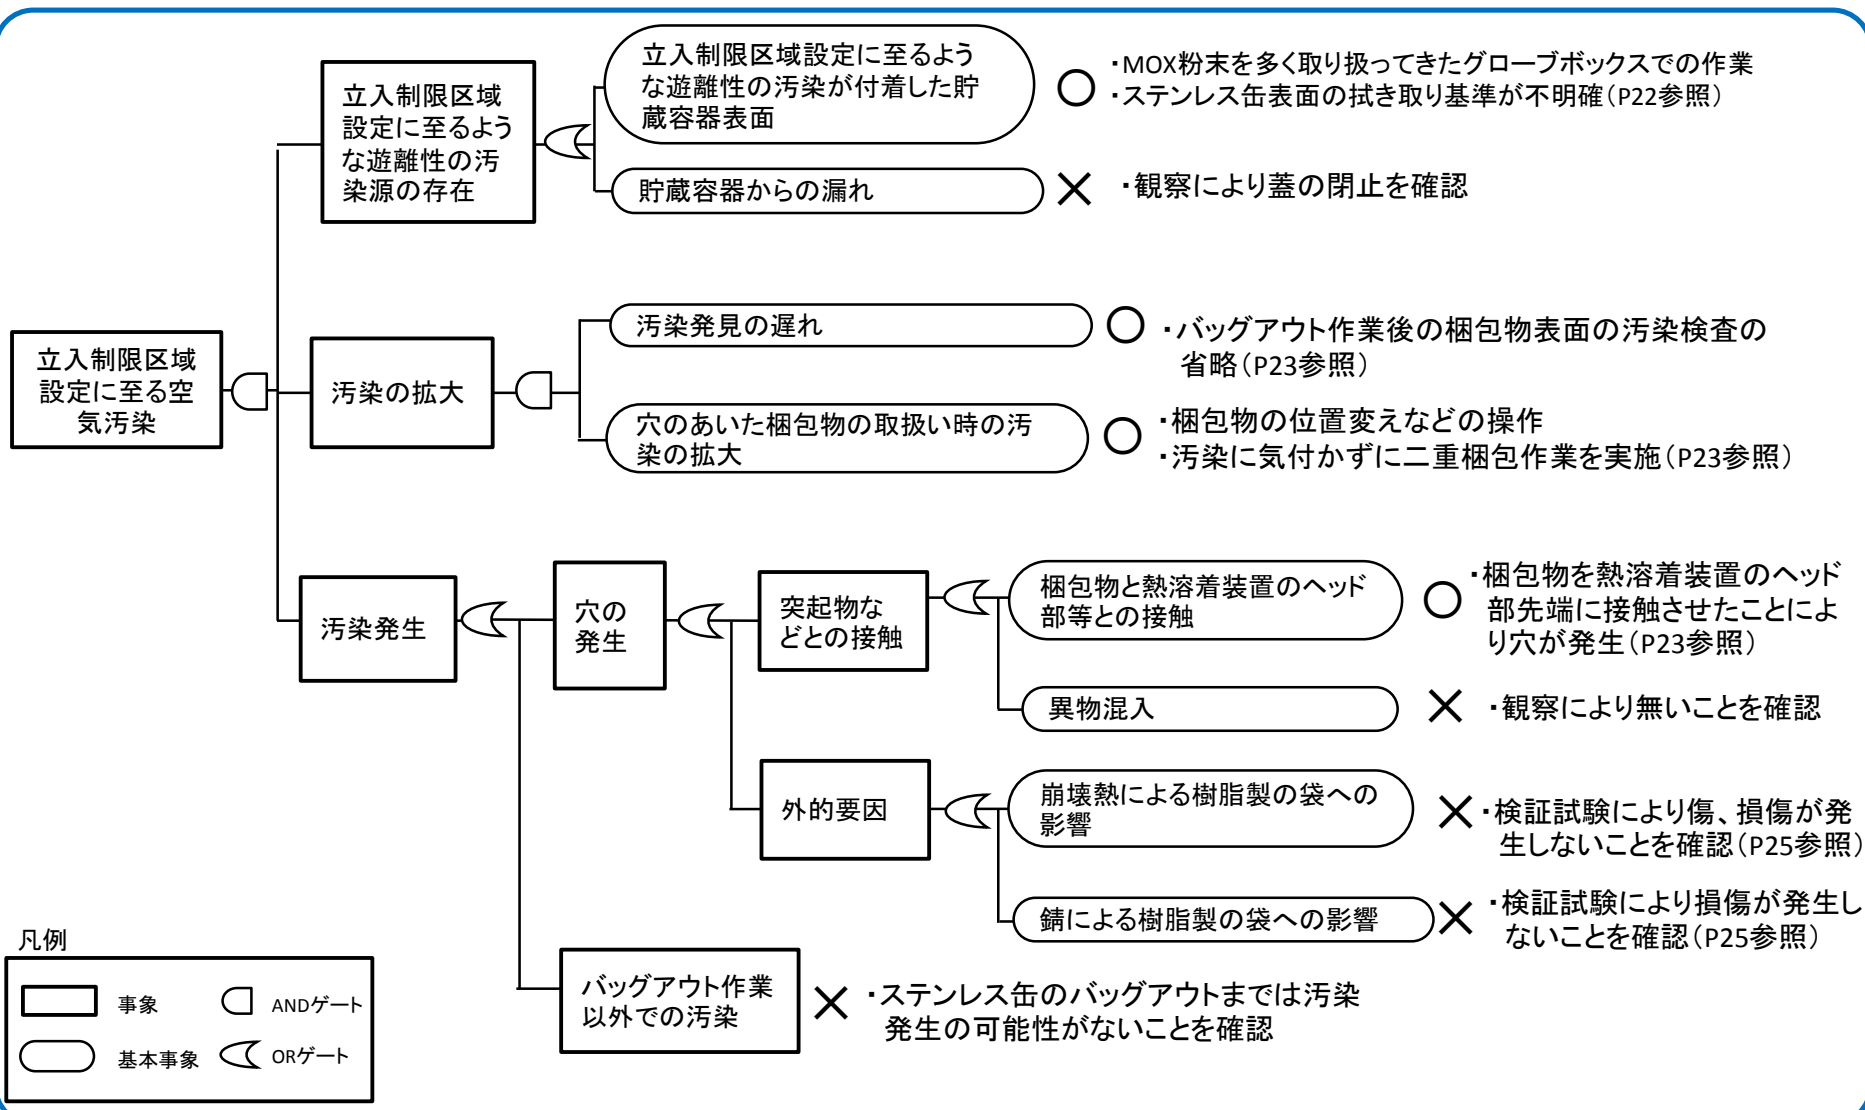 立入制限区域
設定に至る空
気汚染
立入制限区域
設定に至るよう
な遊離性の汚
染源の存在
立入制限区域設定に至るよう
な遊離性の汚染が付着した貯
蔵容器表面
○
・MOX粉末を多く取り扱ってきたグローブボックスでの作業
・ステンレス缶表面の拭き取り基準が不明確(P22参照)
貯蔵容器からの漏れ
×
・観察により蓋の閉止を確認
汚染の拡大
汚染発見の遅れ
○
・バッグアウト作業後の梱包物表面の汚染検査の
省略(P23参照)
穴のあいた梱包物の取扱い時の汚
染の拡大
○
・梱包物の位置変えなどの操作
・汚染に気付かずに二重梱包作業を実施(P23参照)
汚染発生
穴の
発生
突起物な
どとの接触
梱包物と熱溶着装置のヘッド
部等との接触
○
・梱包物を熱溶着装置のヘッド
部先端に接触させたことによ
り穴が発生(P23参照)
異物混入
×
・観察により無いことを確認
外的要因
崩壊熱による樹脂製の袋への
影響
×
・検証試験により傷、損傷が発
生しないことを確認(P25参照)
錆による樹脂製の袋への影響
×
・検証試験により損傷が発生し
ないことを確認(P25参照)
バッグアウト作業
以外での汚染
×
・ステンレス缶のバッグアウトまでは汚染
発生の可能性がないことを確認
凡例
事象
ANDゲート
基本事象
ORゲート